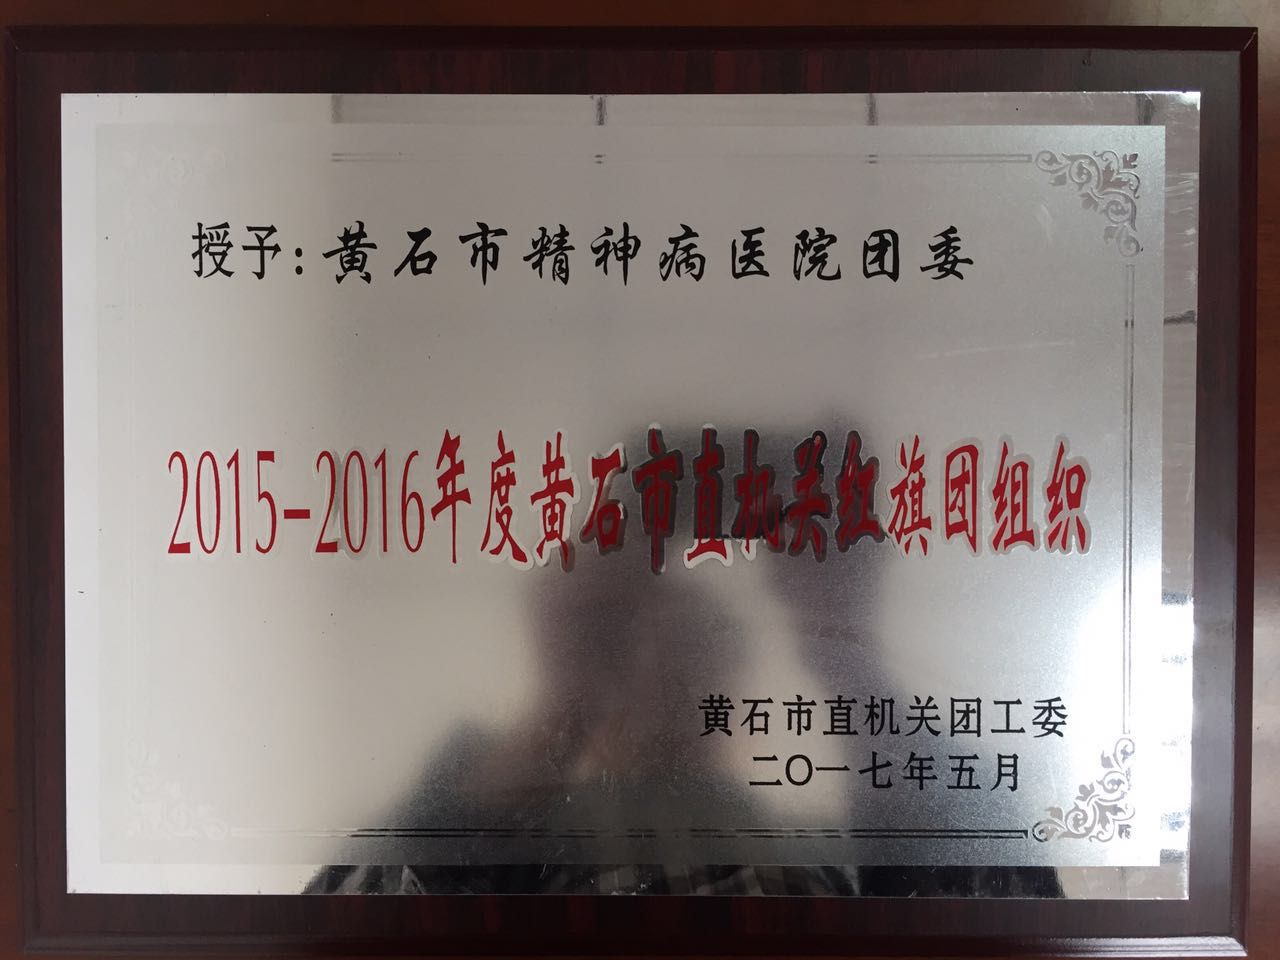 授予:黄石市精神病医院团委
2015-2016年度黄石市直机关红旗团组织
黄石市直机关团工委
二〇一七年五月